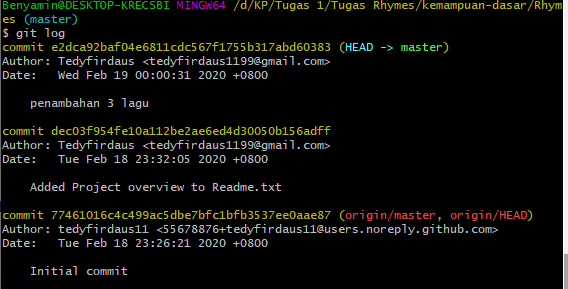 Benyamin@DESKTOP-KRECSBI MINGW64 /d/KP/Tugas 1/Tugas Rhymes/kemampuan-dasar/Rhym
es (master)
$ git log
commit e2dca92baf04e6811cdc567f1755b317abd60383 (HEAD -> master)
Author: Tedyfirdaus <tedyfirdaus1199@gmail.com>
Date:   Wed Feb 19 00:00:31 2020 +0800
penambahan 3 lagu
commit dec03f954fe10a112be2ae6ed4d30050b156adff
Author: Tedyfirdaus <tedyfirdaus1199@gmail.com>
Date:   Tue Feb 18 23:32:05 2020 +0800
Added Project overview to Readme.txt
commit 77461016c4c499ac5dbe7bfc1bfb3537ee0aae87 (origin/master, origin/HEAD)
Author: tedyfirdaus11 <55678876+tedyfirdaus11@users.noreply.github.com>
Date:   Tue Feb 18 23:26:21 2020 +0800
Initial commit